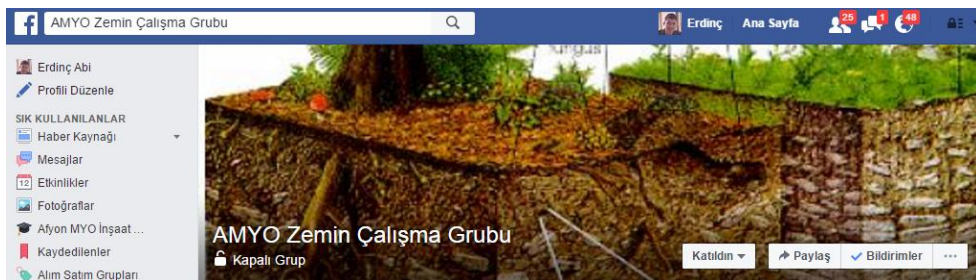 AMYO Zemin Çalışma Grubu
Erdinç
Ana Sayfa
25
1
48
Erdinç Abi
Profili Düzenle
SIK KULLANILANLAR
Haber Kaynağı
Mesajlar
12 Etkinlikler
Fotoğraflar
Afyon MYO İnşaat ...
Kaydedilenler
Alım Satım Grupları
AMYO Zemin Çalışma Grubu
Kapalı Grup
Katıldın
Paylaş
Bildirimler